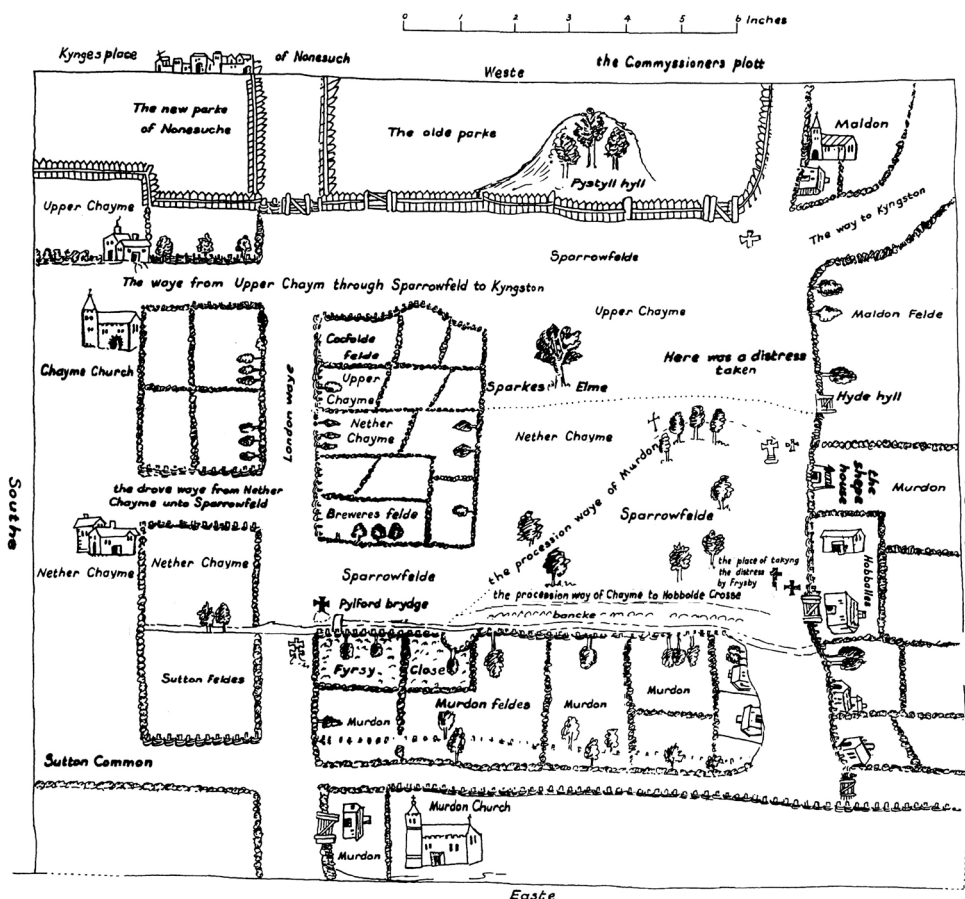 0 1 2 3 4 5 6 Inches
Kynges place
of Nonesuch
the Commyssioners plott
Weste
The new parke
of Nonesuche
The olde parke
Maldon
Pystyll hyll
Upper Chayme
The way to Kyngston
Sparrowfelde
The waye from Upper Chaym through Sparrowfeld to Kyngston
Upper Chayme
Maldon Felde
Cocfolde
felde
Chayme Church
Upper
Chayme
Sparkes Elme
Here was a distress
taken
Hyde hyll
London waye
Nether
Chayme
Nether Chayme
the procession waye of Murdon
Southe
the shepe
house
Murdon
the drove waye from Nether
Chayme unto Sparrowfeld
Breweres felde
Sparrowfelde
Nether Chayme
Nether Chayme
Sparrowfelde
the place of takyng
the distress
by Frysby
Hobballes
the procession way of Chayme to Hobbolde Crosse
Pylford brydge
bancke
Fyrsy
Close
Sutton Feldes
Murdon feldes
Murdon
Murdon
Murdon
Sutton Common
Murdon Church
Murdon
Easte